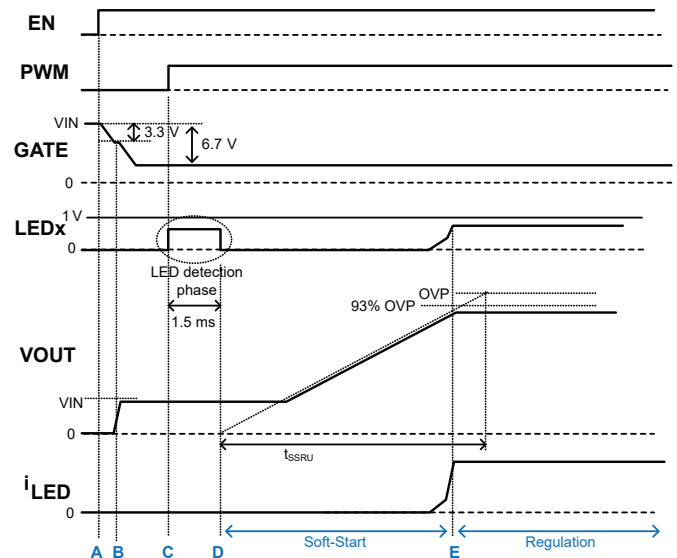 EN
PWM
VIN
3.3 V
6.7 V
GATE
0
1 V
LEDx
0
LED detection
phase
1.5 ms
OVP
93% OVP
VOUT
VIN
0
tSSRU
iLED
0
Soft-Start
Regulation
A B C D E